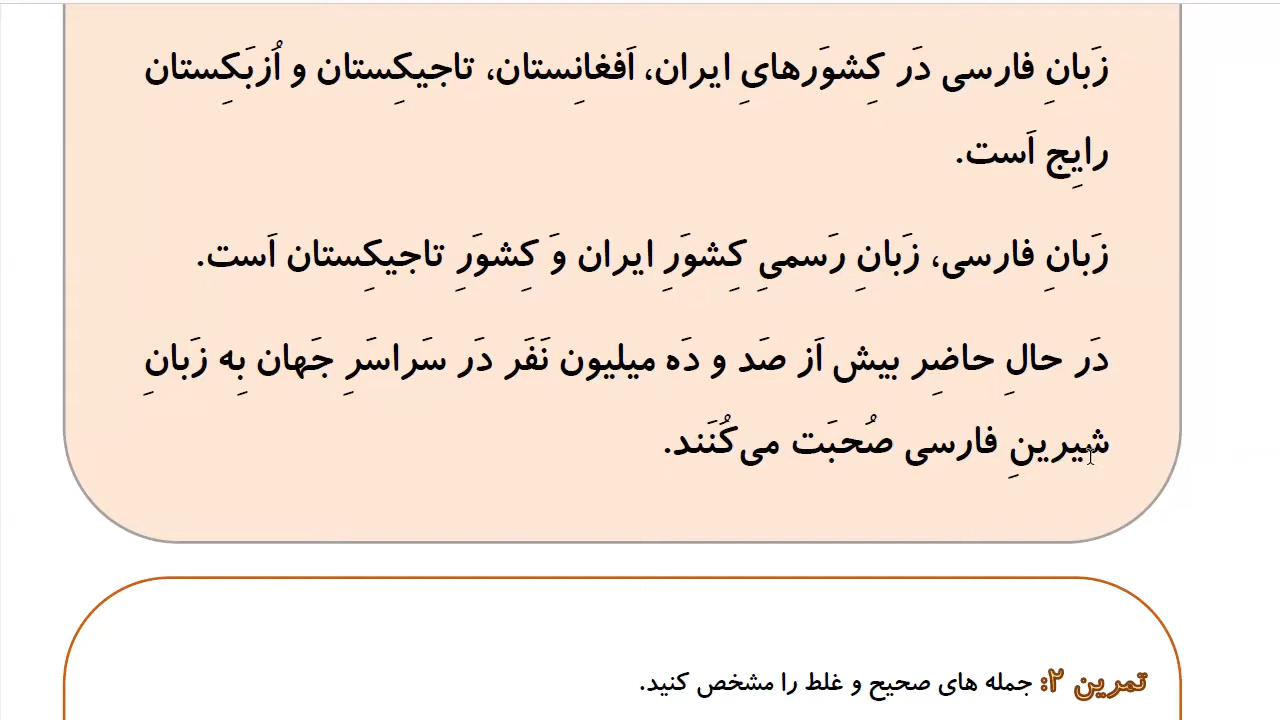 زَبانِ فارسی دَر کِشوَرهایِ ایران، اَفغانِستان، تاجیکِستان و اُزبَکِستان
رایِج اَست.
زَبانِ فارسی، زَبانِ رَسمیِ کِشوَرِ ایران وَ کِشوَرِ تاجیکِستان اَست.
دَر حالِ حاضِر بیش اَز صَد و دَه میلیون نَفَر دَر سَراسَرِ جَهان بِه زَبانِ
شیرینِ فارسی صُحبَت می‌کُنَند.
تمرین ۲: جمله های صحیح و غلط را مشخص کنید.